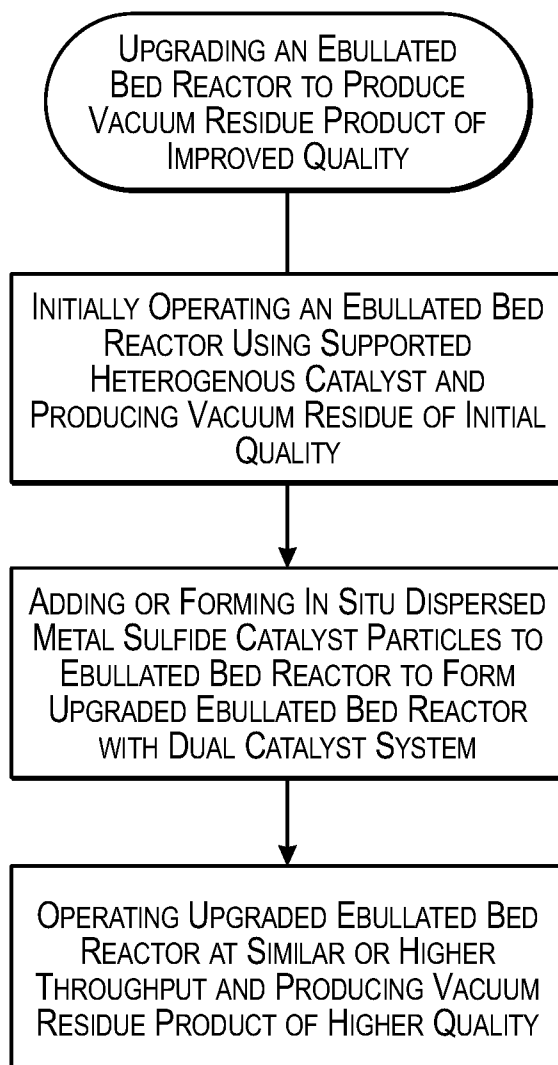 UPGRADING AN EBULLATED
BED REACTOR TO PRODUCE
VACUUM RESIDUE PRODUCT OF
IMPROVED QUALITY
INITIALLY OPERATING AN EBULLATED BED
REACTOR USING SUPPORTED
HETEROGENOUS CATALYST AND
PRODUCING VACUUM RESIDUE OF INITIAL
QUALITY
ADDING OR FORMING IN SITU DISPERSED
METAL SULFIDE CATALYST PARTICLES TO
EBULLATED BED REACTOR TO FORM
UPGRADED EBULLATED BED REACTOR
WITH DUAL CATALYST SYSTEM
OPERATING UPGRADED EBULLATED BED
REACTOR AT SIMILAR OR HIGHER
THROUGHPUT AND PRODUCING VACUUM
RESIDUE PRODUCT OF HIGHER QUALITY